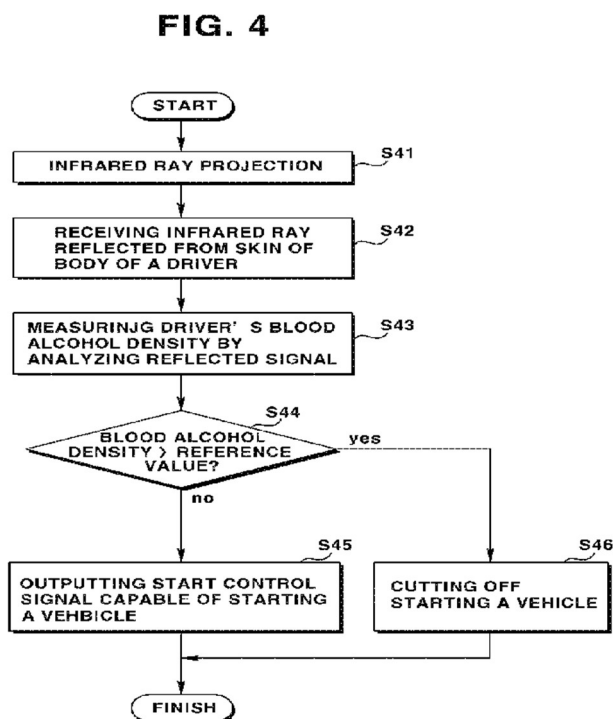 FIG. 4
START
INFRARED RAY PROJECTION
S41
RECEIVING INFRARED RAY
REFLECTED FROM SKIN OF
BODY OF A DRIVER
S42
MEASURINJG DRIVER'S BLOOD
ALCOHOL DENSITY BY
ANALYZING REFLECTED SIGNAL
S43
S44
BLOOD ALCOHOL
DENSITY > REFERENCE
VALUE?
yes
no
S45
OUTPUTTING START CONTROL
SIGNAL CAPABLE OF STARTING
A VEHBICLE
S46
CUTTING OFF
STARTING A VEHICLE
FINISH